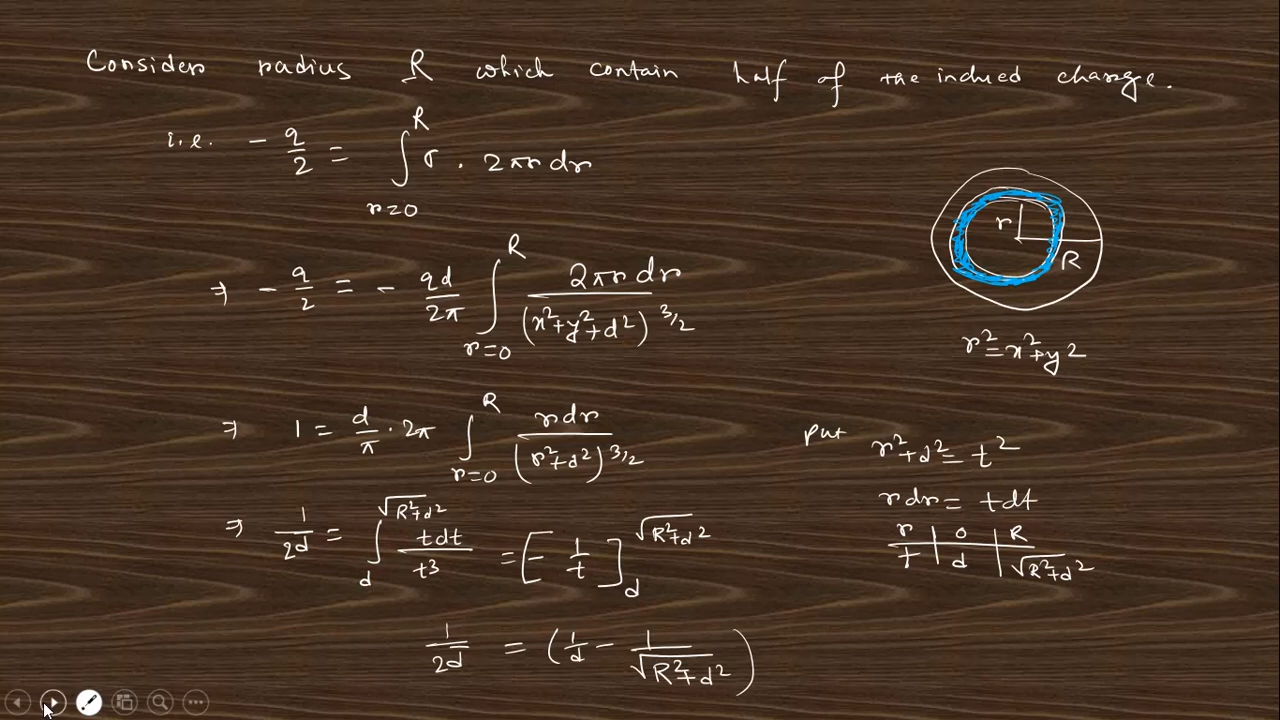 Consider radius R which contain half of the induced charge.
i.e. - q/2 = ∫_{r=0}^{R} σ . 2πr dr
⇒ - q/2 = - qd/2π ∫_{r=0}^{R} 2πr dr / (x²+y²+d²)^{3/2}
r
R
r² = x²+y²
⇒ 1 = d/π . 2π ∫_{r=0}^{R} r dr / (r²+d²)^{3/2}
put r²+d² = t²
r dr = t dt
r | 0 | R
t | d | √R²+d²
⇒ 1/2d = ∫_{d}^{√R²+d²} t dt / t³ = [- 1/t]_{d}^{√R²+d²}
1/2d = (1/d - 1/√R²+d²)